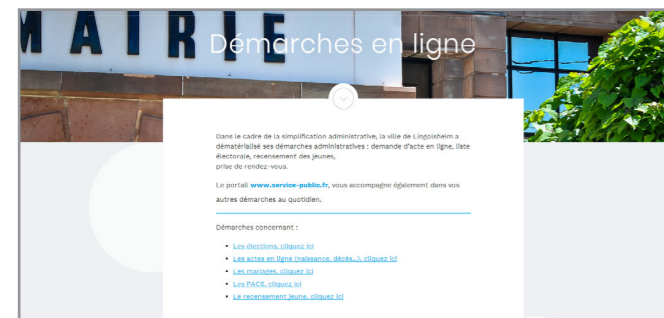 MAIRIE
Démarches en ligne
Dans le cadre de la simplification administrative, la ville de Lingolsheim a
dématérialisé ses démarches administratives : demande d'acte en ligne, liste
électorale, recensement des jeunes,
prise de rendez-vous.
Le portail www.service-public.fr, vous accompagne également dans vos
autres démarches au quotidien.
Démarches concernant :
• Les élections, cliquez ici
• Les actes en ligne (naissance, décès...), cliquez ici
• Les mariages, cliquez ici
• Les PACS, cliquez ici
• Le recensement jeune, cliquez ici